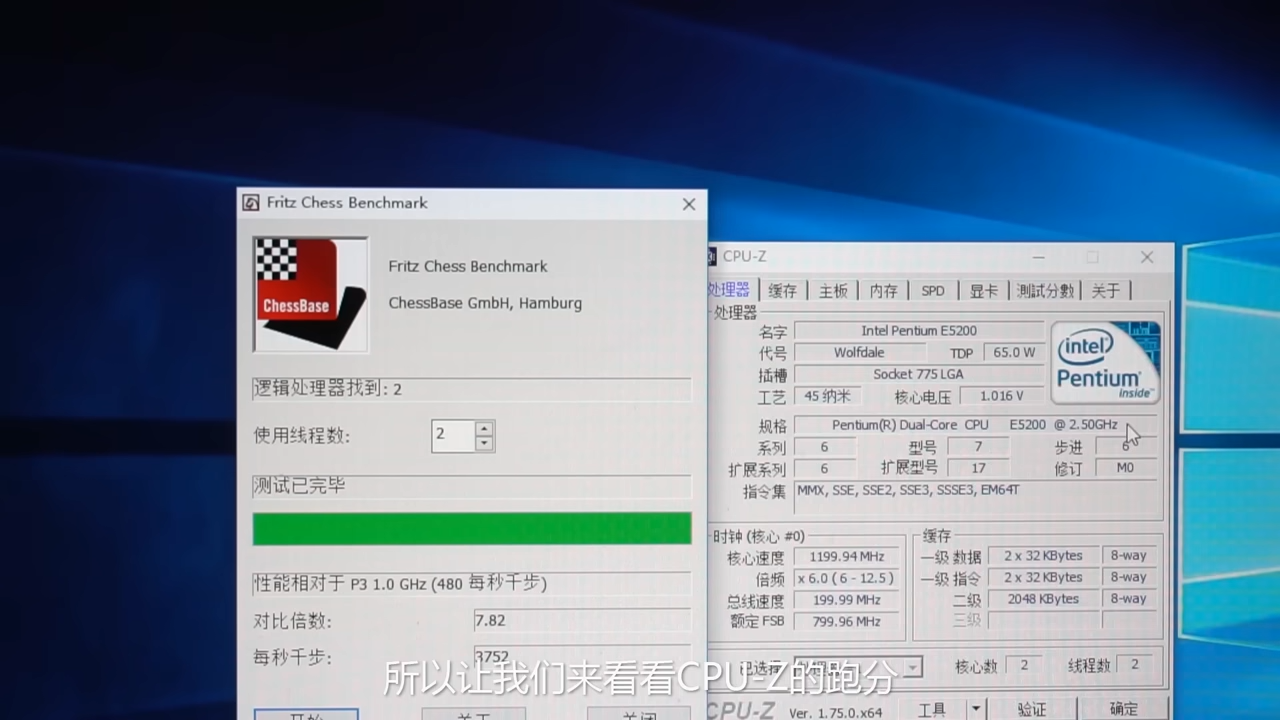 Fritz Chess Benchmark
ChessBase
Fritz Chess Benchmark
ChessBase GmbH, Hamburg
逻辑处理器找到: 2
使用线程数: 2
测试已完毕
性能相对于 P3 1.0 GHz (480 每秒千步)
对比倍数: 7.82
每秒千步: 3752
CPU-Z
处理器 缓存 主板 内存 SPD 显卡 测試分數 关于
处理器
名字 Intel Pentium E5200
代号 Wolfdale TDP 65.0 W
插槽 Socket 775 LGA
工艺 45 纳米 核心电压 1.016 V
intel Pentium inside
规格 Pentium(R) Dual-Core CPU E5200 @ 2.50GHz
系列 6 型号 7 步进 6
扩展系列 6 扩展型号 17 修订 M0
指令集 MMX, SSE, SSE2, SSE3, SSSE3, EM64T
时钟 (核心 #0)
核心速度 1199.94 MHz
倍频 x 6.0 ( 6 - 12.5 )
总线速度 199.99 MHz
额定 FSB 799.96 MHz
缓存
一级 数据 2 x 32 KBytes 8-way
一级 指令 2 x 32 KBytes 8-way
二级 2048 KBytes 8-way
三级
已选择 核心数 2 线程数 2
CPU-Z Ver. 1.75.0.x64 工具 验证 确定
所以让我们来看看CPU-Z的跑分